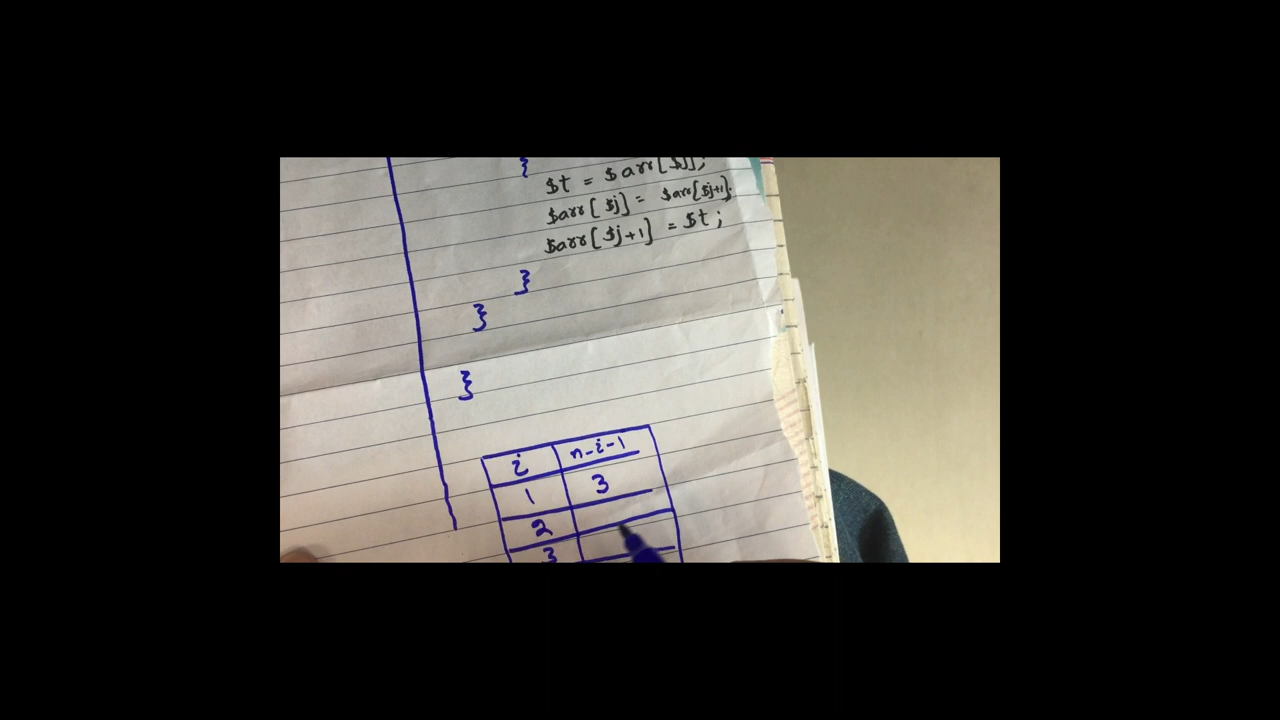 {
$t = $arr[$j];
$arr[$j] = $arr[$j+1];
$arr[$j+1] = $t;
}
}
}
i n-i-1
1 3
2
3